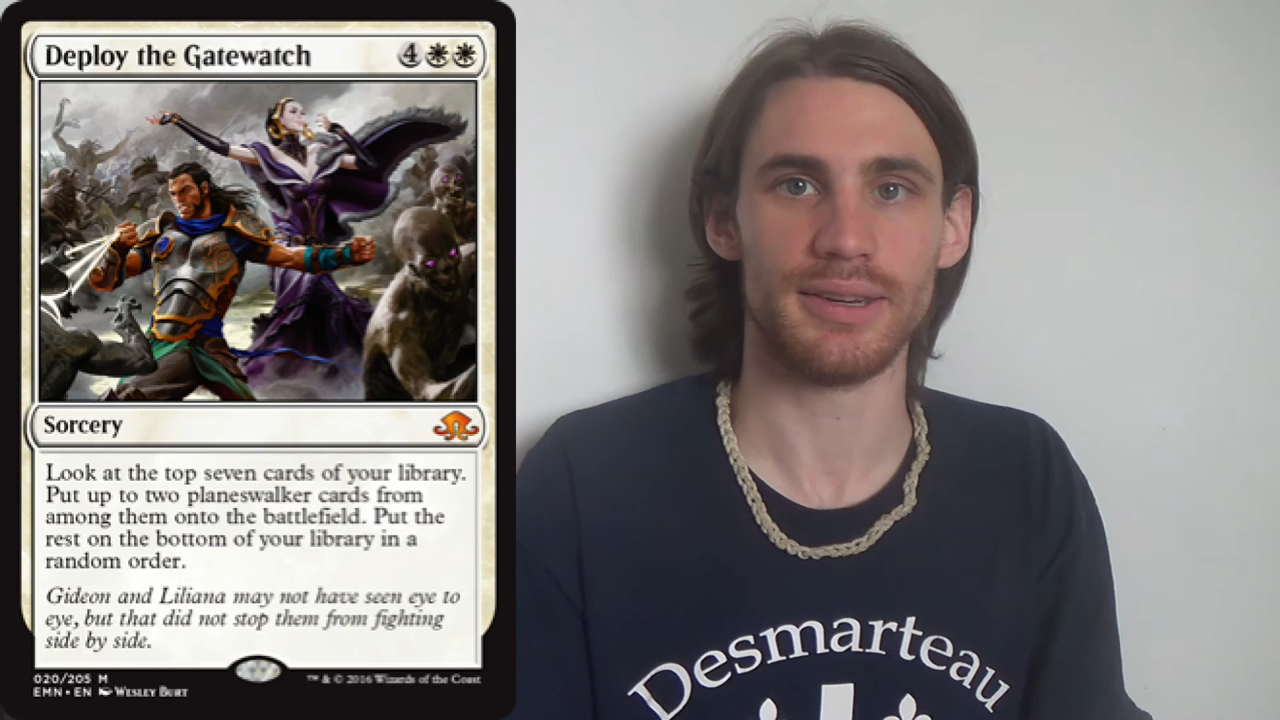 Deploy the Gatewatch 4
Sorcery
Look at the top seven cards of your library.
Put up to two planeswalker cards from
among them onto the battlefield. Put the
rest on the bottom of your library in a
random order.
Gideon and Liliana may not have seen eye to
eye, but that did not stop them from fighting
side by side.
020/205 M
EMN • EN Wesley Burt
™ & © 2016 Wizards of the Coast
Desmarteau